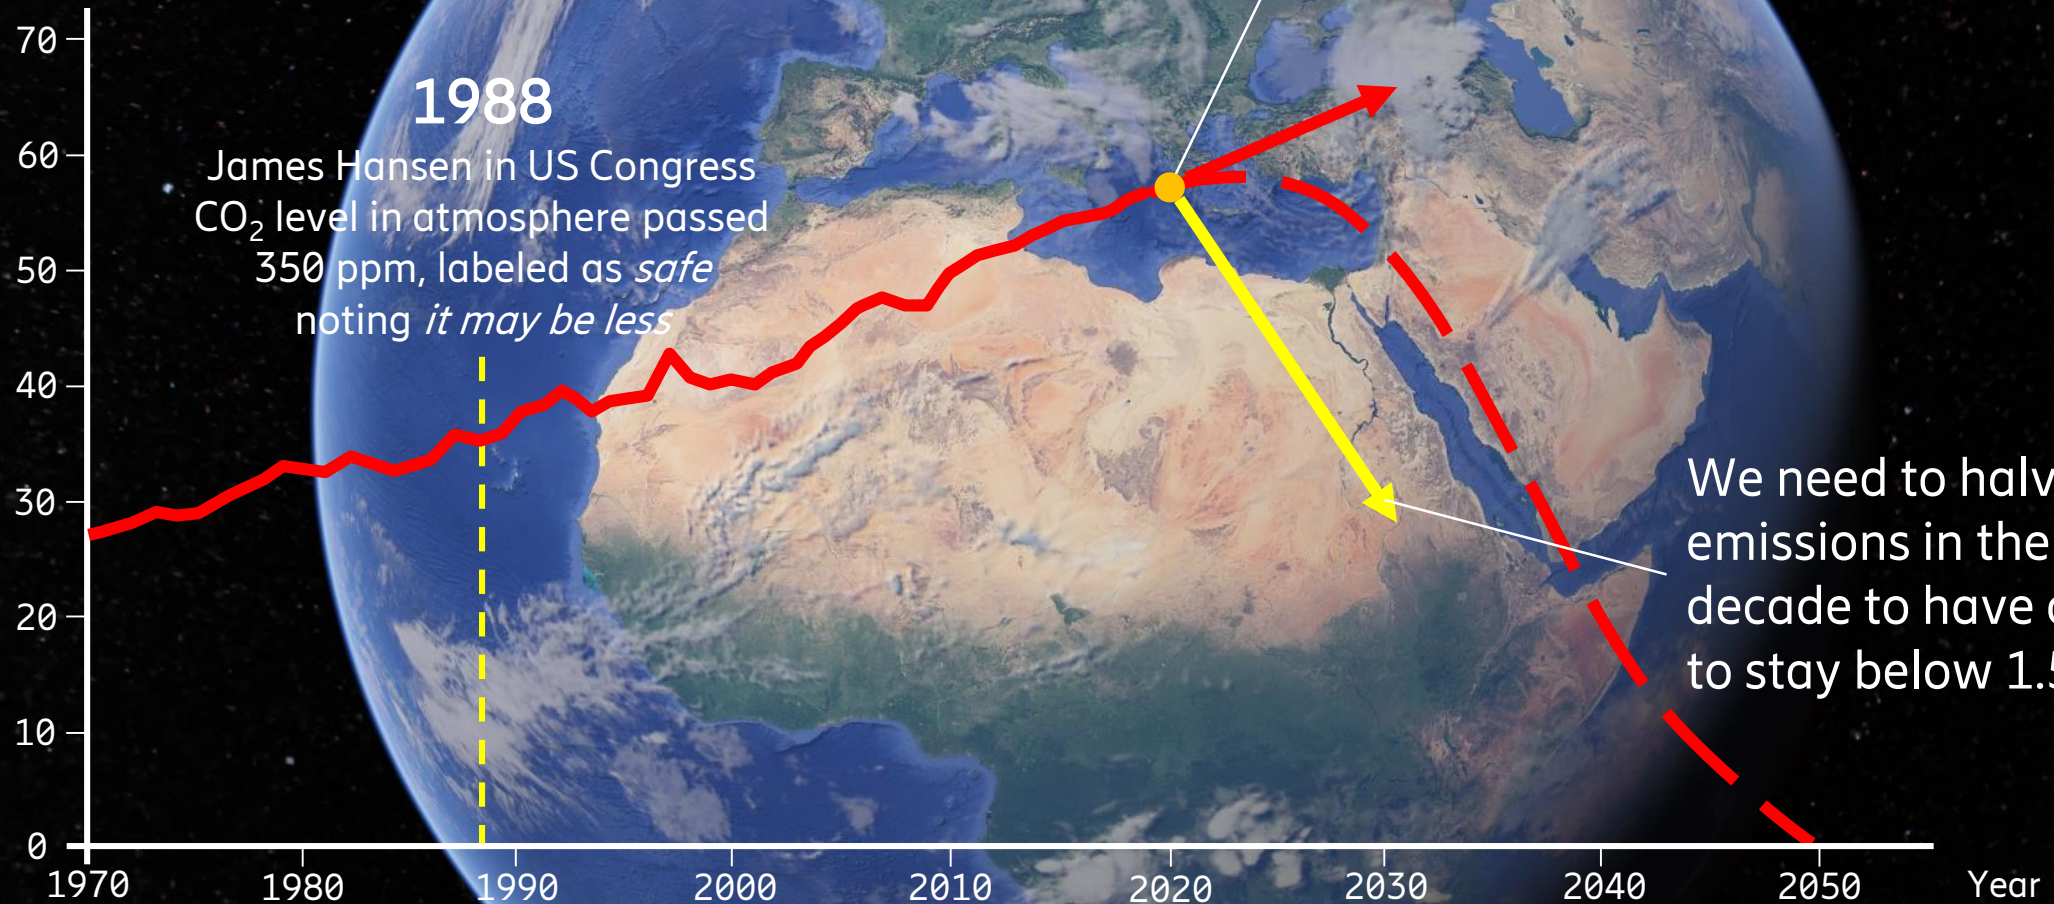 70
60
50
40
30
20
10
0
1988
James Hansen in US Congress
CO₂ level in atmosphere passed
350 ppm, labeled as safe
noting it may be less
We need to halv
emissions in the
decade to have
to stay below 1.5
1970 1980 1990 2000 2010 2020 2030 2040 2050 Year